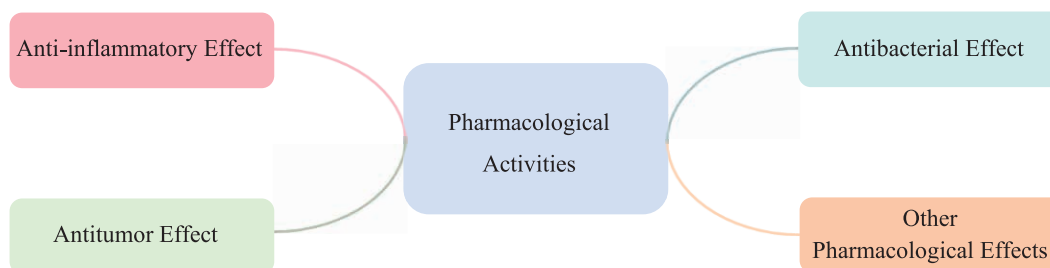 Anti-inflammatory Effect
Antibacterial Effect
Pharmacological
Activities
Antitumor Effect
Other
Pharmacological Effects